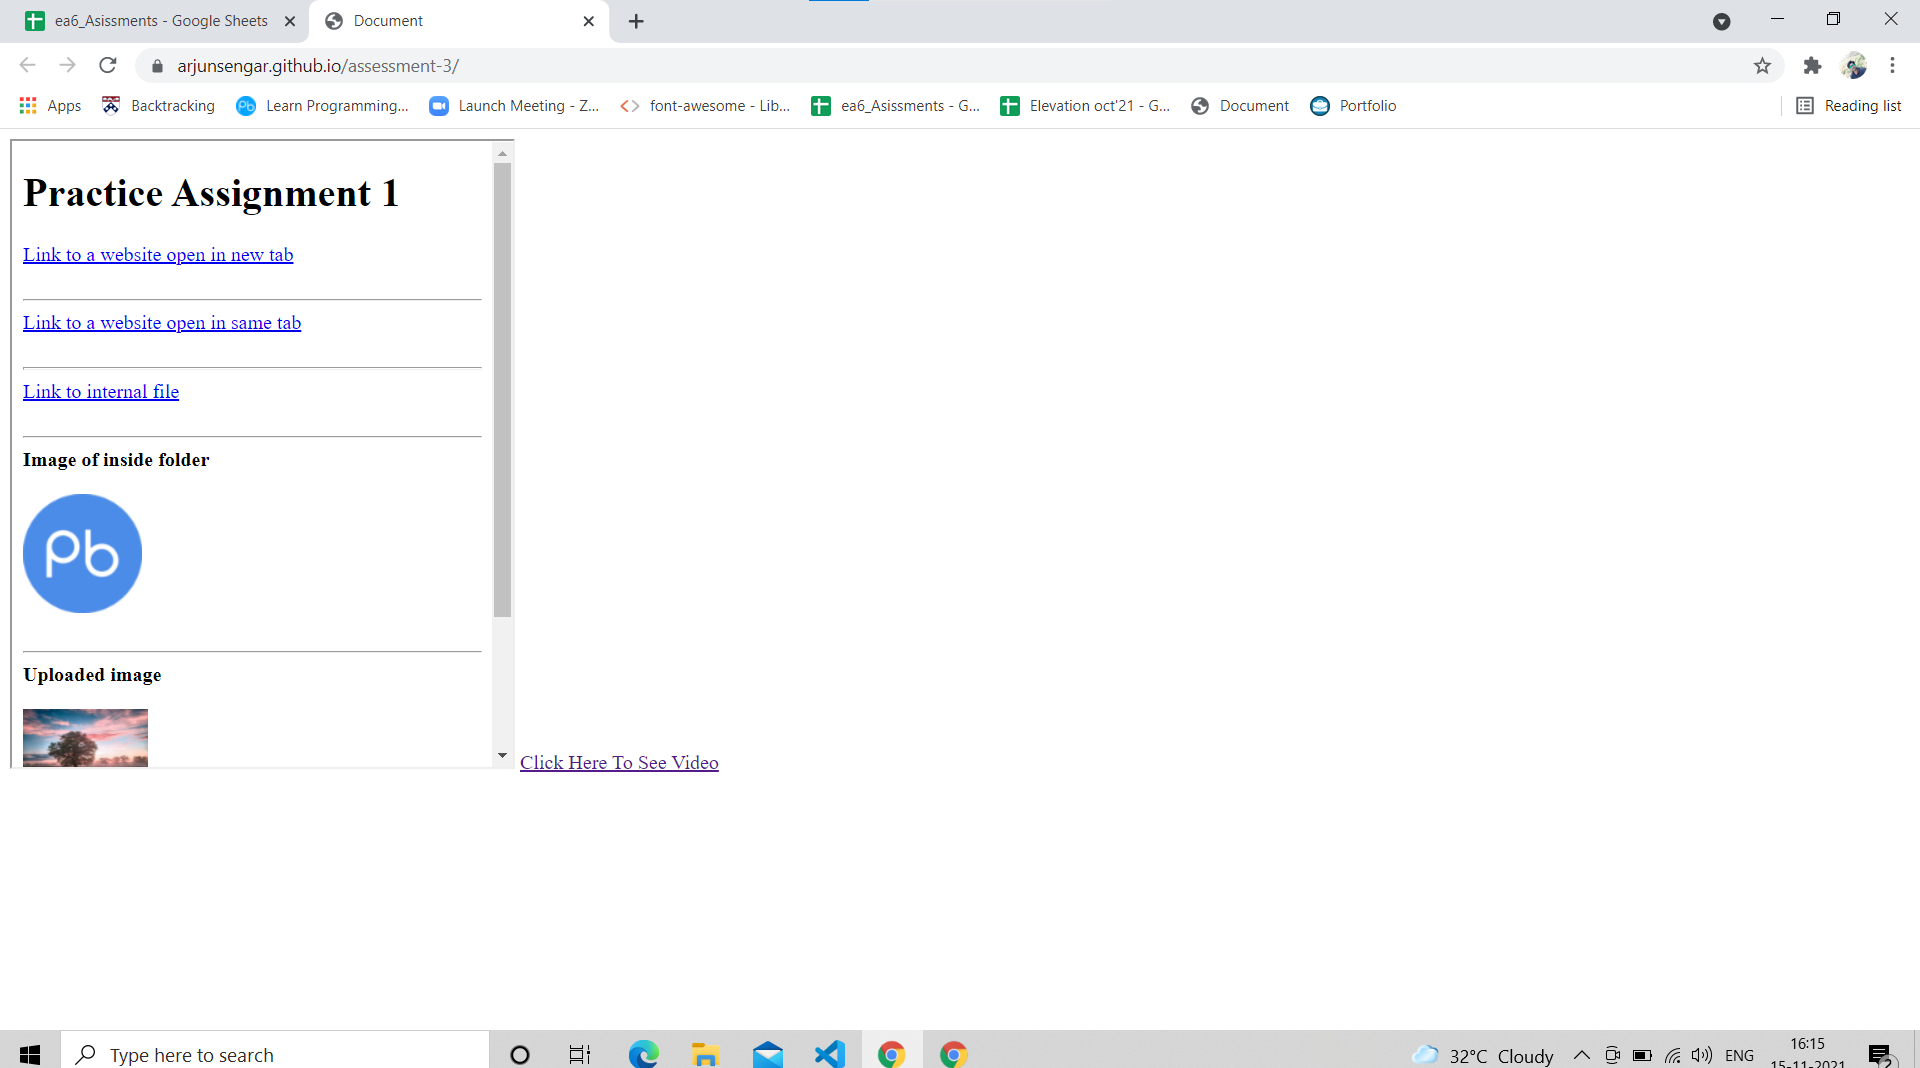 ea6_Asissments - Google Sheets
Document
arjunsengar.github.io/assessment-3/
Apps
Backtracking
Learn Programming...
Launch Meeting - Z...
font-awesome - Lib...
ea6_Asissments - G...
Elevation oct'21 - G...
Document
Portfolio
Reading list
Practice Assignment 1
Link to a website open in new tab
Link to a website open in same tab
Link to internal file
Image of inside folder
pb
Uploaded image
Click Here To See Video
Type here to search
32°C Cloudy
ENG
16:15
15-11-2021
2